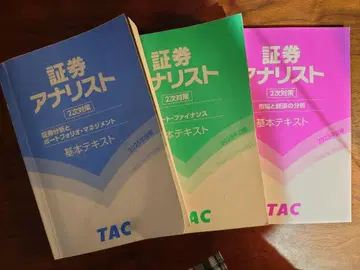 証券
アナリスト
2次対策
証券分析と
ポートフォリオ・マネジメント
基本テキスト
TAC
証券
アナリスト
2次対策
ート・ファイナンス
基本テキスト
AC
証券
アナリスト
2次対策
市場と経済の分析
基本テキスト
TAC